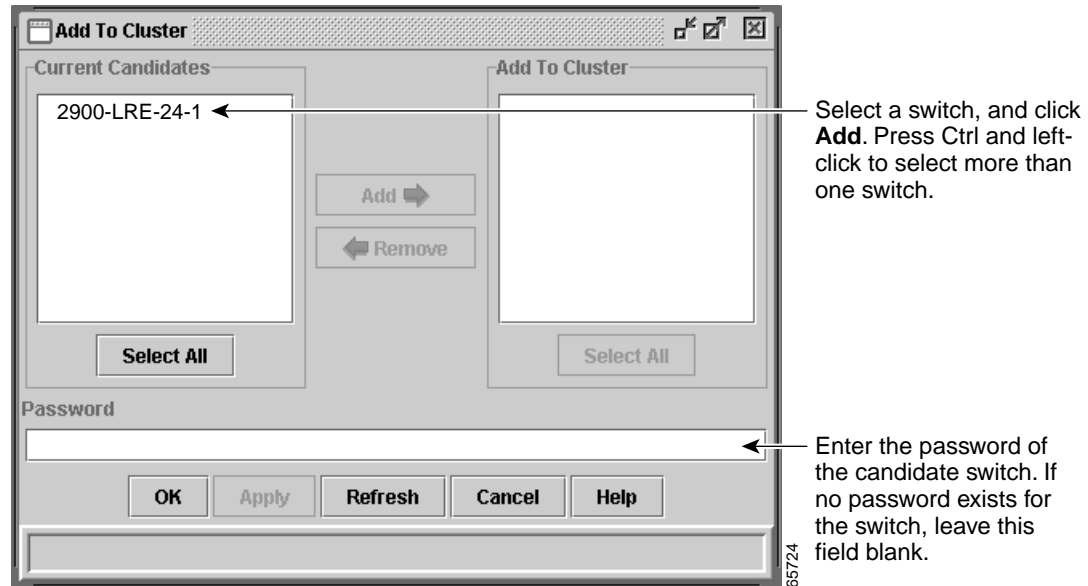 Add To Cluster
Current Candidates
Add To Cluster
2900-LRE-24-1
Select a switch, and click
Add. Press Ctrl and left-
click to select more than
one switch.
Add
Remove
Select All
Select All
Password
Enter the password of
the candidate switch. If
no password exists for
the switch, leave this
field blank.
OK
Apply
Refresh
Cancel
Help
65724